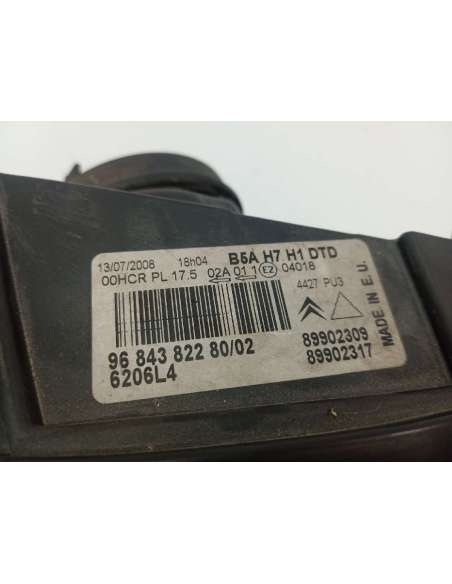 13/07/2008 18h04 B5A H7 H1 DTD
00HCR PL 17.5 02A 01 1 E2 04018
4427 PU3
96 843 822 80/02
6206L4
89902309
89902317
MADE IN E.U.